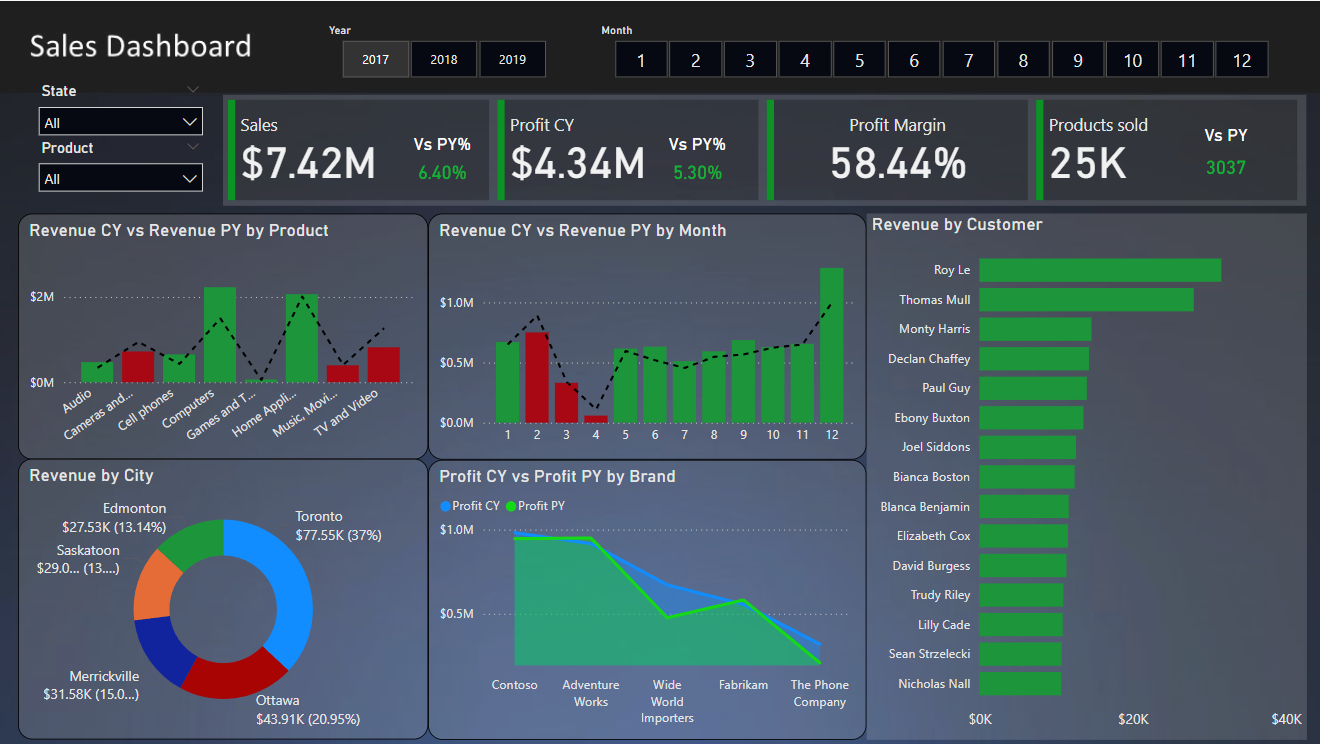 Sales Dashboard
Year
2017
2018
2019
Month
1
2
3
4
5
6
7
8
9
10
11
12
State
All
Product
All
Sales
$7.42M
Vs PY%
6.40%
Profit CY
$4.34M
Vs PY%
5.30%
Profit Margin
58.44%
Products sold
25K
Vs PY
3037
Revenue CY vs Revenue PY by Product
$2M
$0M
Audio
Cameras and...
Cell phones
Computers
Games and T...
Home Appli...
Music, Movi...
TV and Video
Revenue CY vs Revenue PY by Month
$1.0M
$0.5M
$0.0M
1
2
3
4
5
6
7
8
9
10
11
12
Revenue by Customer
Roy Le
Thomas Mull
Monty Harris
Declan Chaffey
Paul Guy
Ebony Buxton
Joel Siddons
Bianca Boston
Blanca Benjamin
Elizabeth Cox
David Burgess
Trudy Riley
Lilly Cade
Sean Strzelecki
Nicholas Nall
$0K
$20K
$40K
Revenue by City
Edmonton
$27.53K (13.14%)
Saskatoon
$29.0... (13....)
Merrickville
$31.58K (15.0...)
Toronto
$77.55K (37%)
Ottawa
$43.91K (20.95%)
Profit CY vs Profit PY by Brand
Profit CY
Profit PY
$1.0M
$0.5M
Contoso
Adventure
Works
Wide
World
Importers
Fabrikam
The Phone
Company